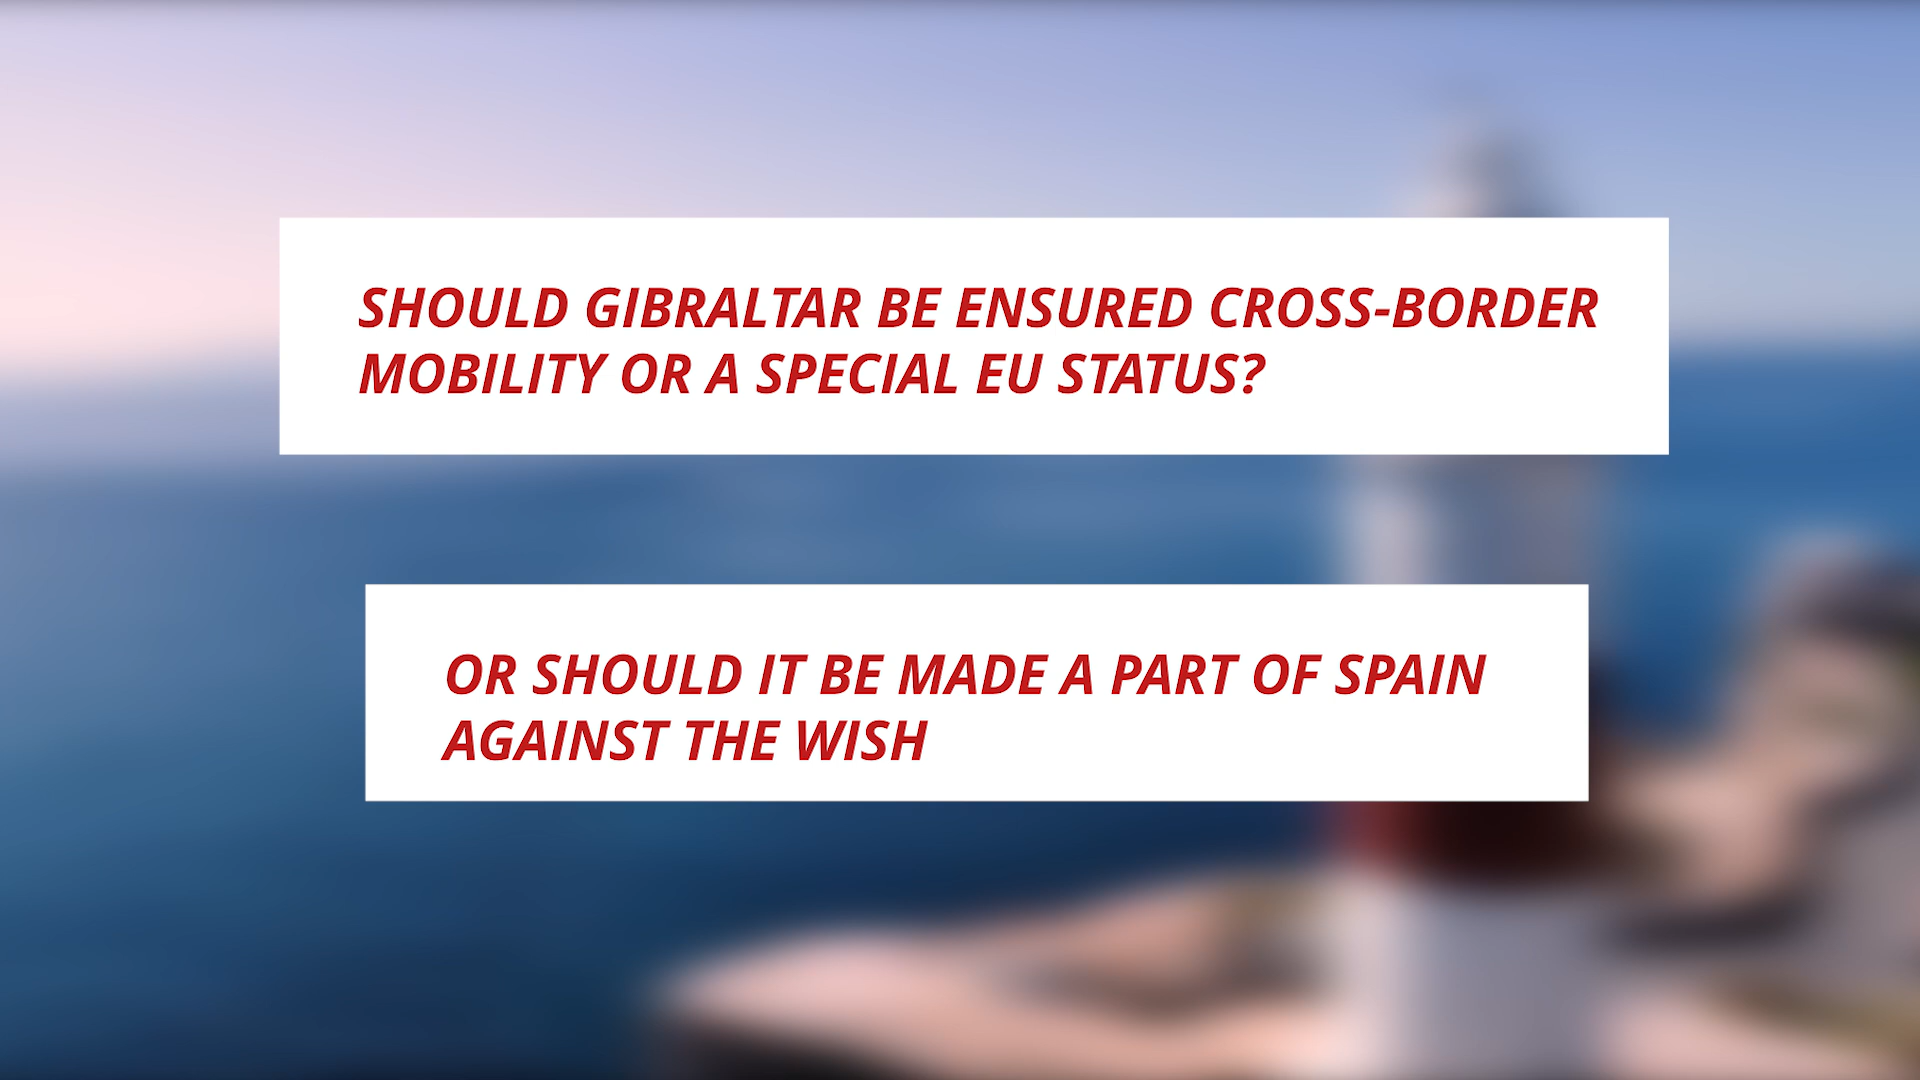 SHOULD GIBRALTAR BE ENSURED CROSS-BORDER
MOBILITY OR A SPECIAL EU STATUS?
OR SHOULD IT BE MADE A PART OF SPAIN
AGAINST THE WISH